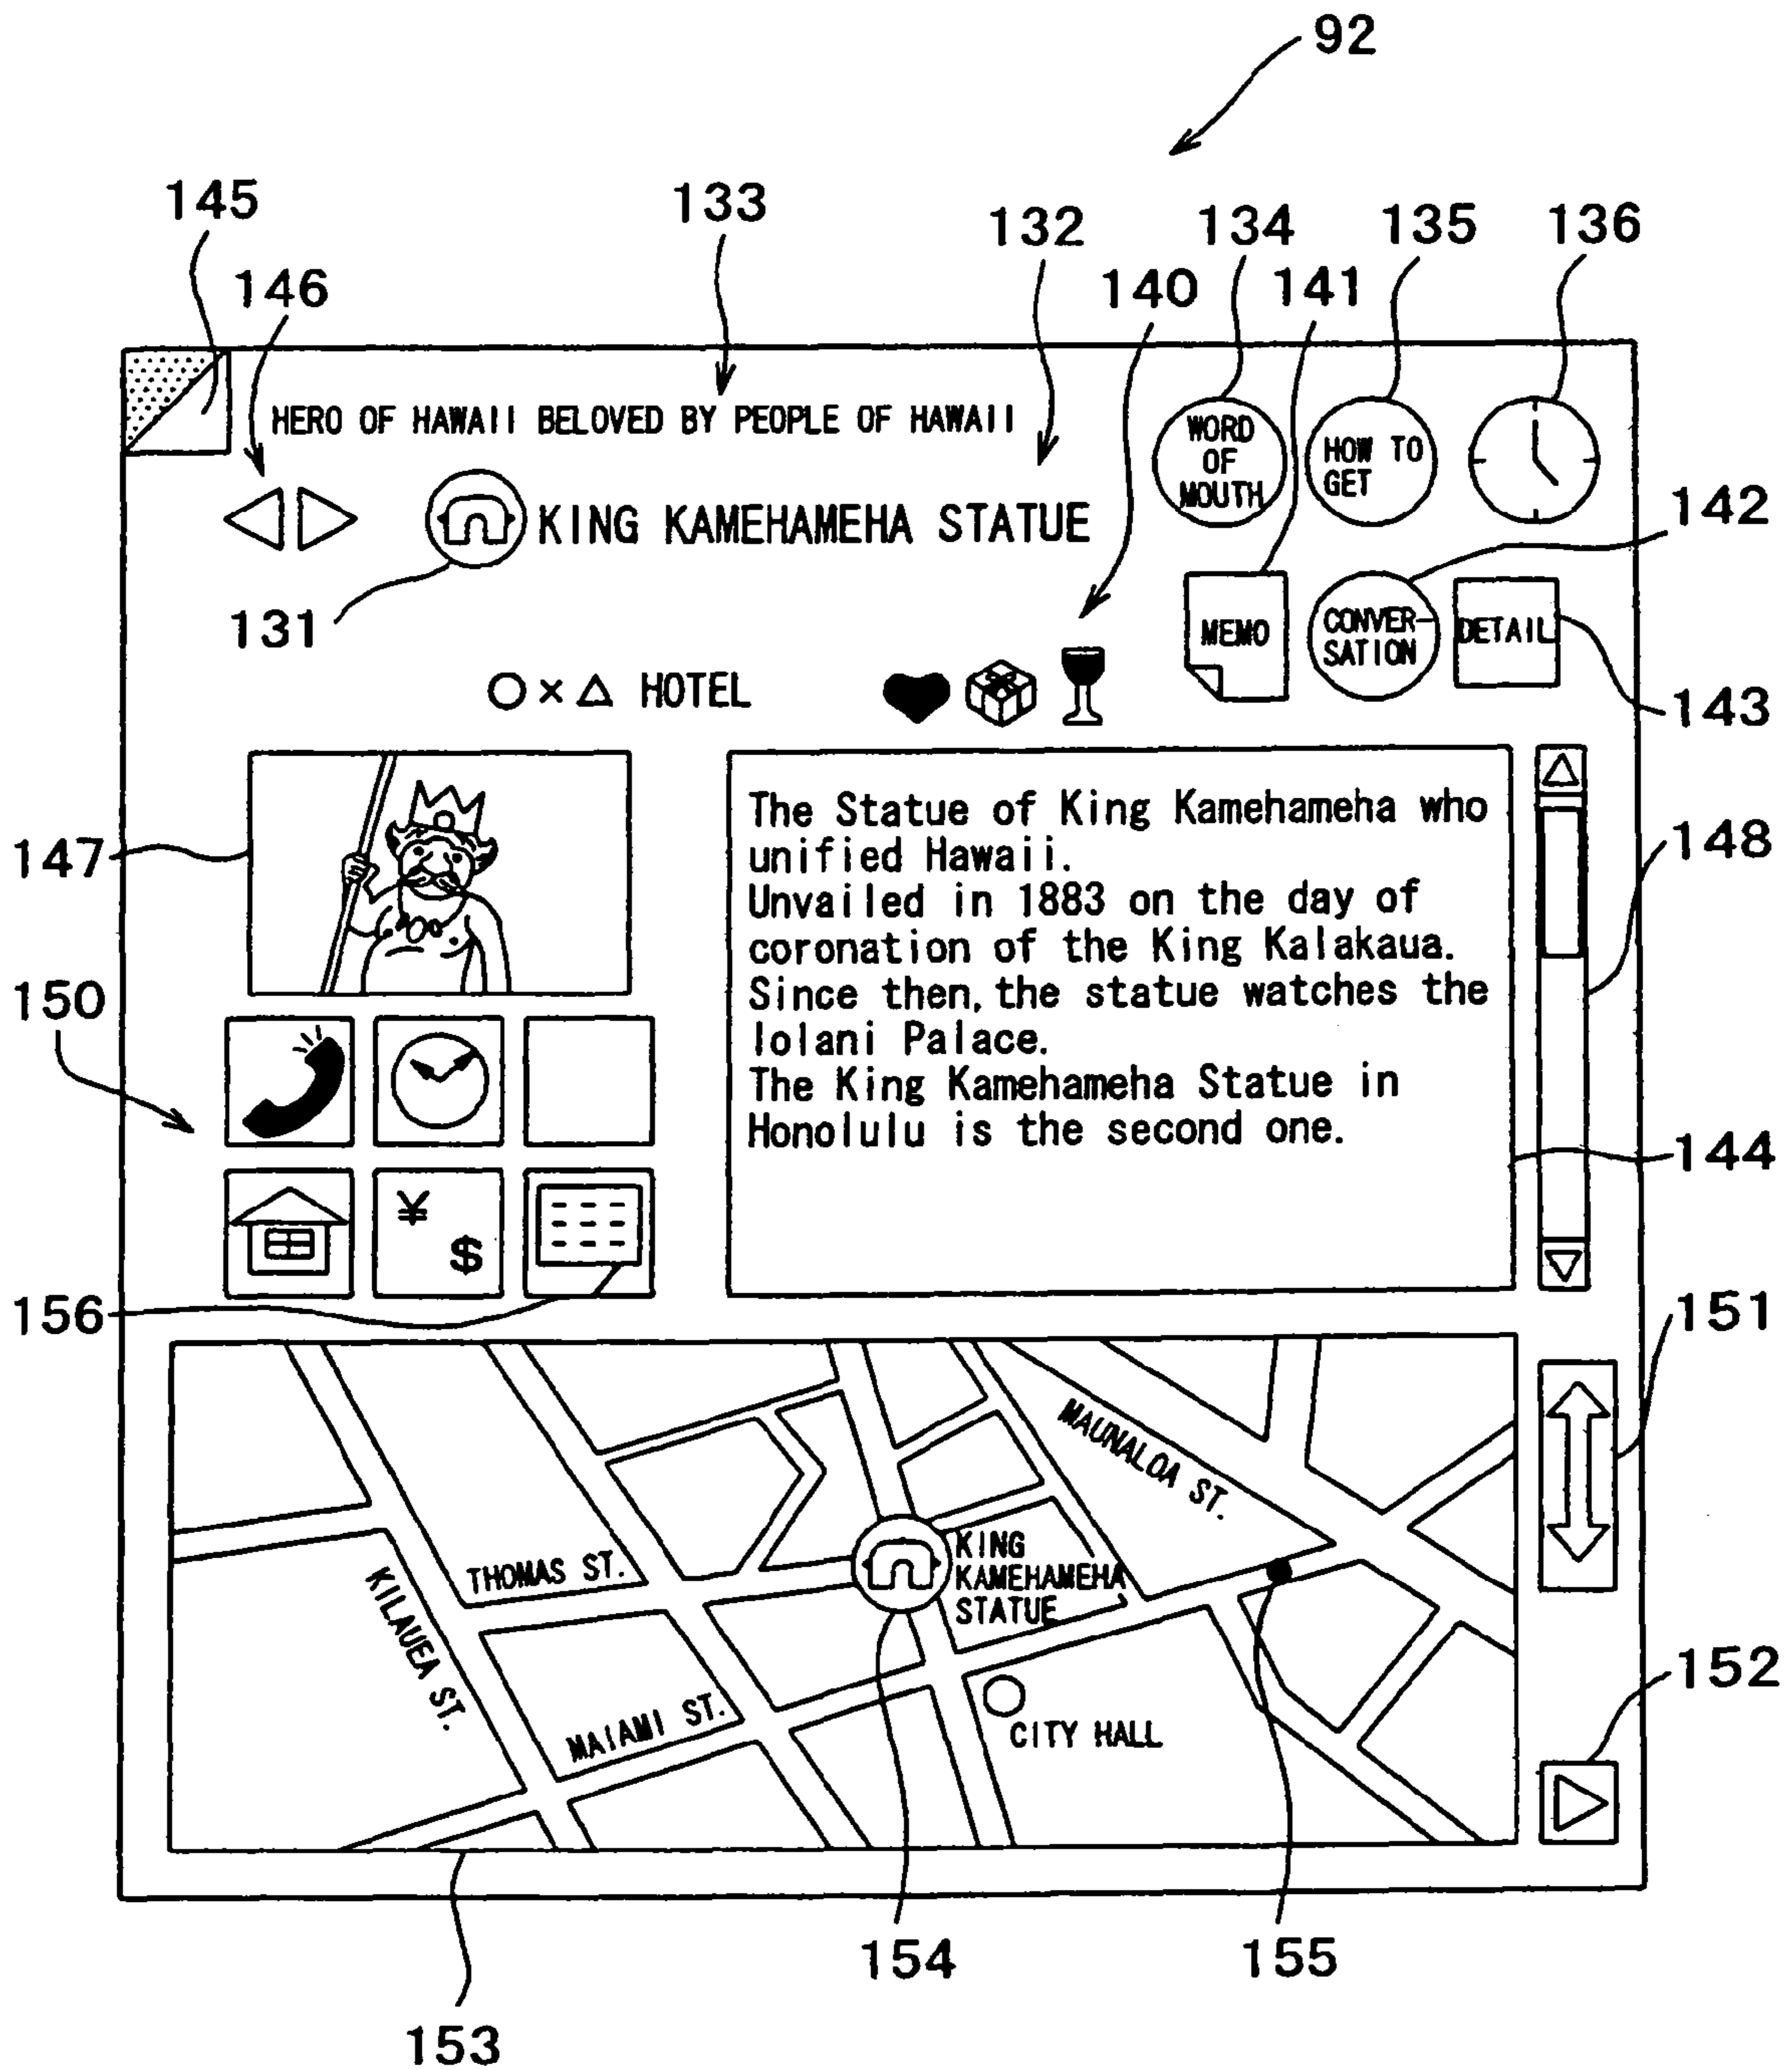 92
145
133
132
134
135
136
146
140
141
HERO OF HAWAII BELOVED BY PEOPLE OF HAWAII
WORD
OF
MOUTH
HOW TO
GET
142
KING KAMEHAMEHA STATUE
131
MEMO
CONVER-
SATION
DETAIL
143
○×△ HOTEL
147
The Statue of King Kamehameha who
unified Hawaii.
Unvailed in 1883 on the day of
coronation of the King Kalakaua.
Since then, the statue watches the
Iolani Palace.
The King Kamehameha Statue in
Honolulu is the second one.
148
150
144
¥
$
156
151
MAUNALOA ST.
KING
KAMEHAMEHA
STATUE
THOMAS ST.
KILAUEA ST.
MAIAMI ST.
CITY HALL
152
154
155
153